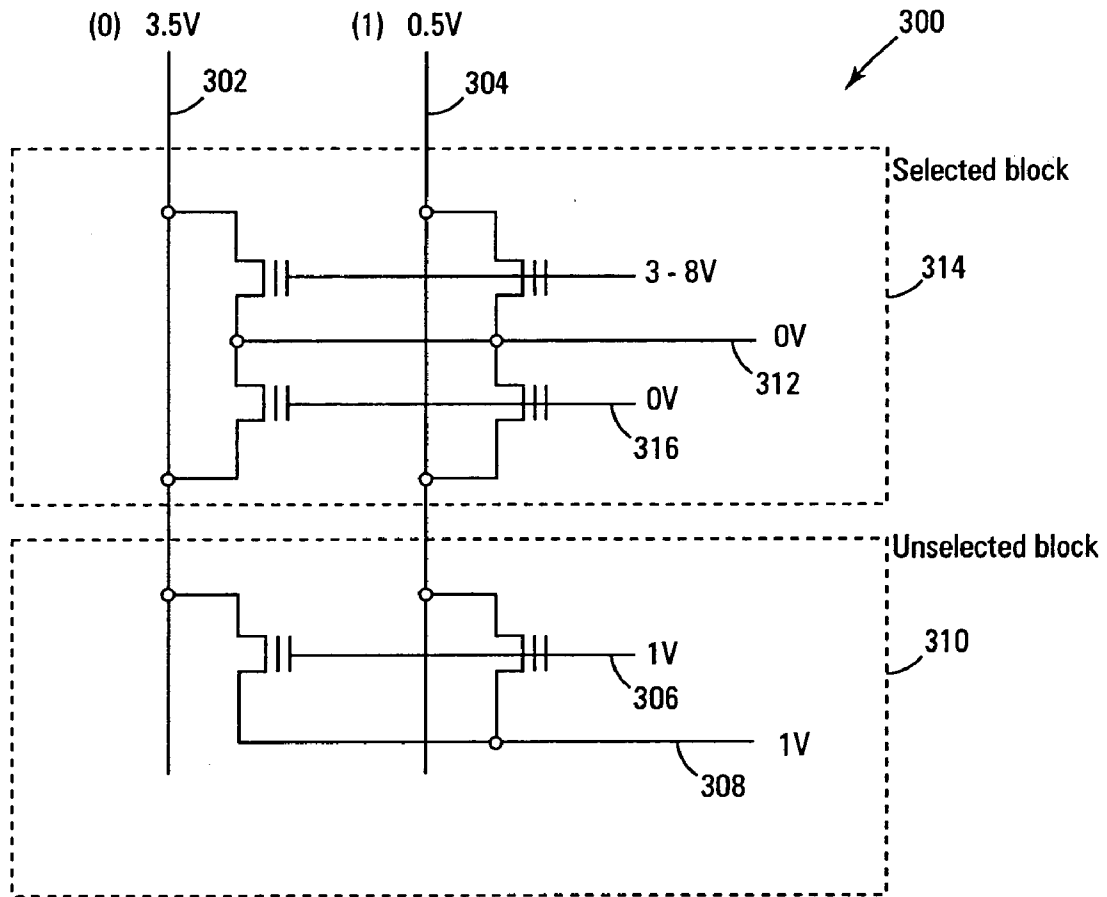 (0) 3.5V
(1) 0.5V
300
302
304
Selected block
3 - 8V
314
0V
312
0V
316
Unselected block
1V
306
310
1V
308